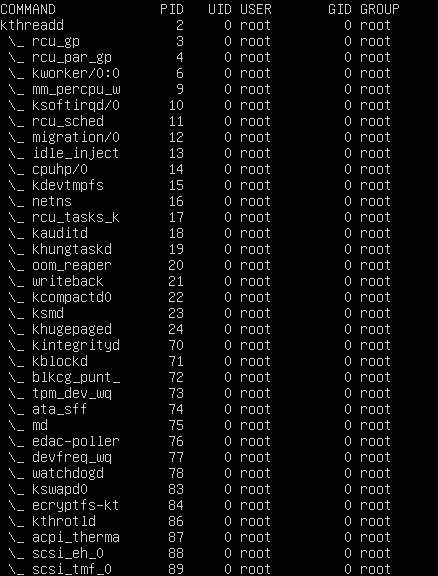 COMMAND PID UID USER GID GROUP
kthreadd 2 0 root 0 root
\_ rcu_gp 3 0 root 0 root
\_ rcu_par_gp 4 0 root 0 root
\_ kworker/0:0 6 0 root 0 root
\_ mm_percpu_w 9 0 root 0 root
\_ ksoftirqd/0 10 0 root 0 root
\_ rcu_sched 11 0 root 0 root
\_ migration/0 12 0 root 0 root
\_ idle_inject 13 0 root 0 root
\_ cpuhp/0 14 0 root 0 root
\_ kdevtmpfs 15 0 root 0 root
\_ netns 16 0 root 0 root
\_ rcu_tasks_k 17 0 root 0 root
\_ kauditd 18 0 root 0 root
\_ khungtaskd 19 0 root 0 root
\_ oom_reaper 20 0 root 0 root
\_ writeback 21 0 root 0 root
\_ kcompactd0 22 0 root 0 root
\_ ksmd 23 0 root 0 root
\_ khugepaged 24 0 root 0 root
\_ kintegrityd 70 0 root 0 root
\_ kblockd 71 0 root 0 root
\_ blkcg_punt_ 72 0 root 0 root
\_ tpm_dev_wq 73 0 root 0 root
\_ ata_sff 74 0 root 0 root
\_ md 75 0 root 0 root
\_ edac-poller 76 0 root 0 root
\_ devfreq_wq 77 0 root 0 root
\_ watchdogd 78 0 root 0 root
\_ kswapd0 83 0 root 0 root
\_ ecryptfs-kt 84 0 root 0 root
\_ kthrotld 86 0 root 0 root
\_ acpi_therma 87 0 root 0 root
\_ scsi_eh_0 88 0 root 0 root
\_ scsi_tmf_0 89 0 root 0 root